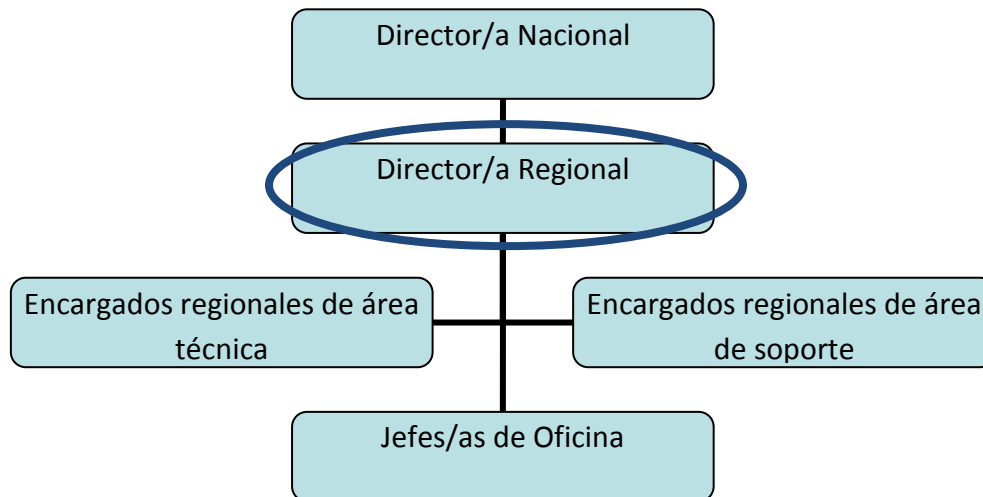 Director/a Nacional
Director/a Regional
Encargados regionales de área
técnica
Encargados regionales de área
de soporte
Jefes/as de Oficina